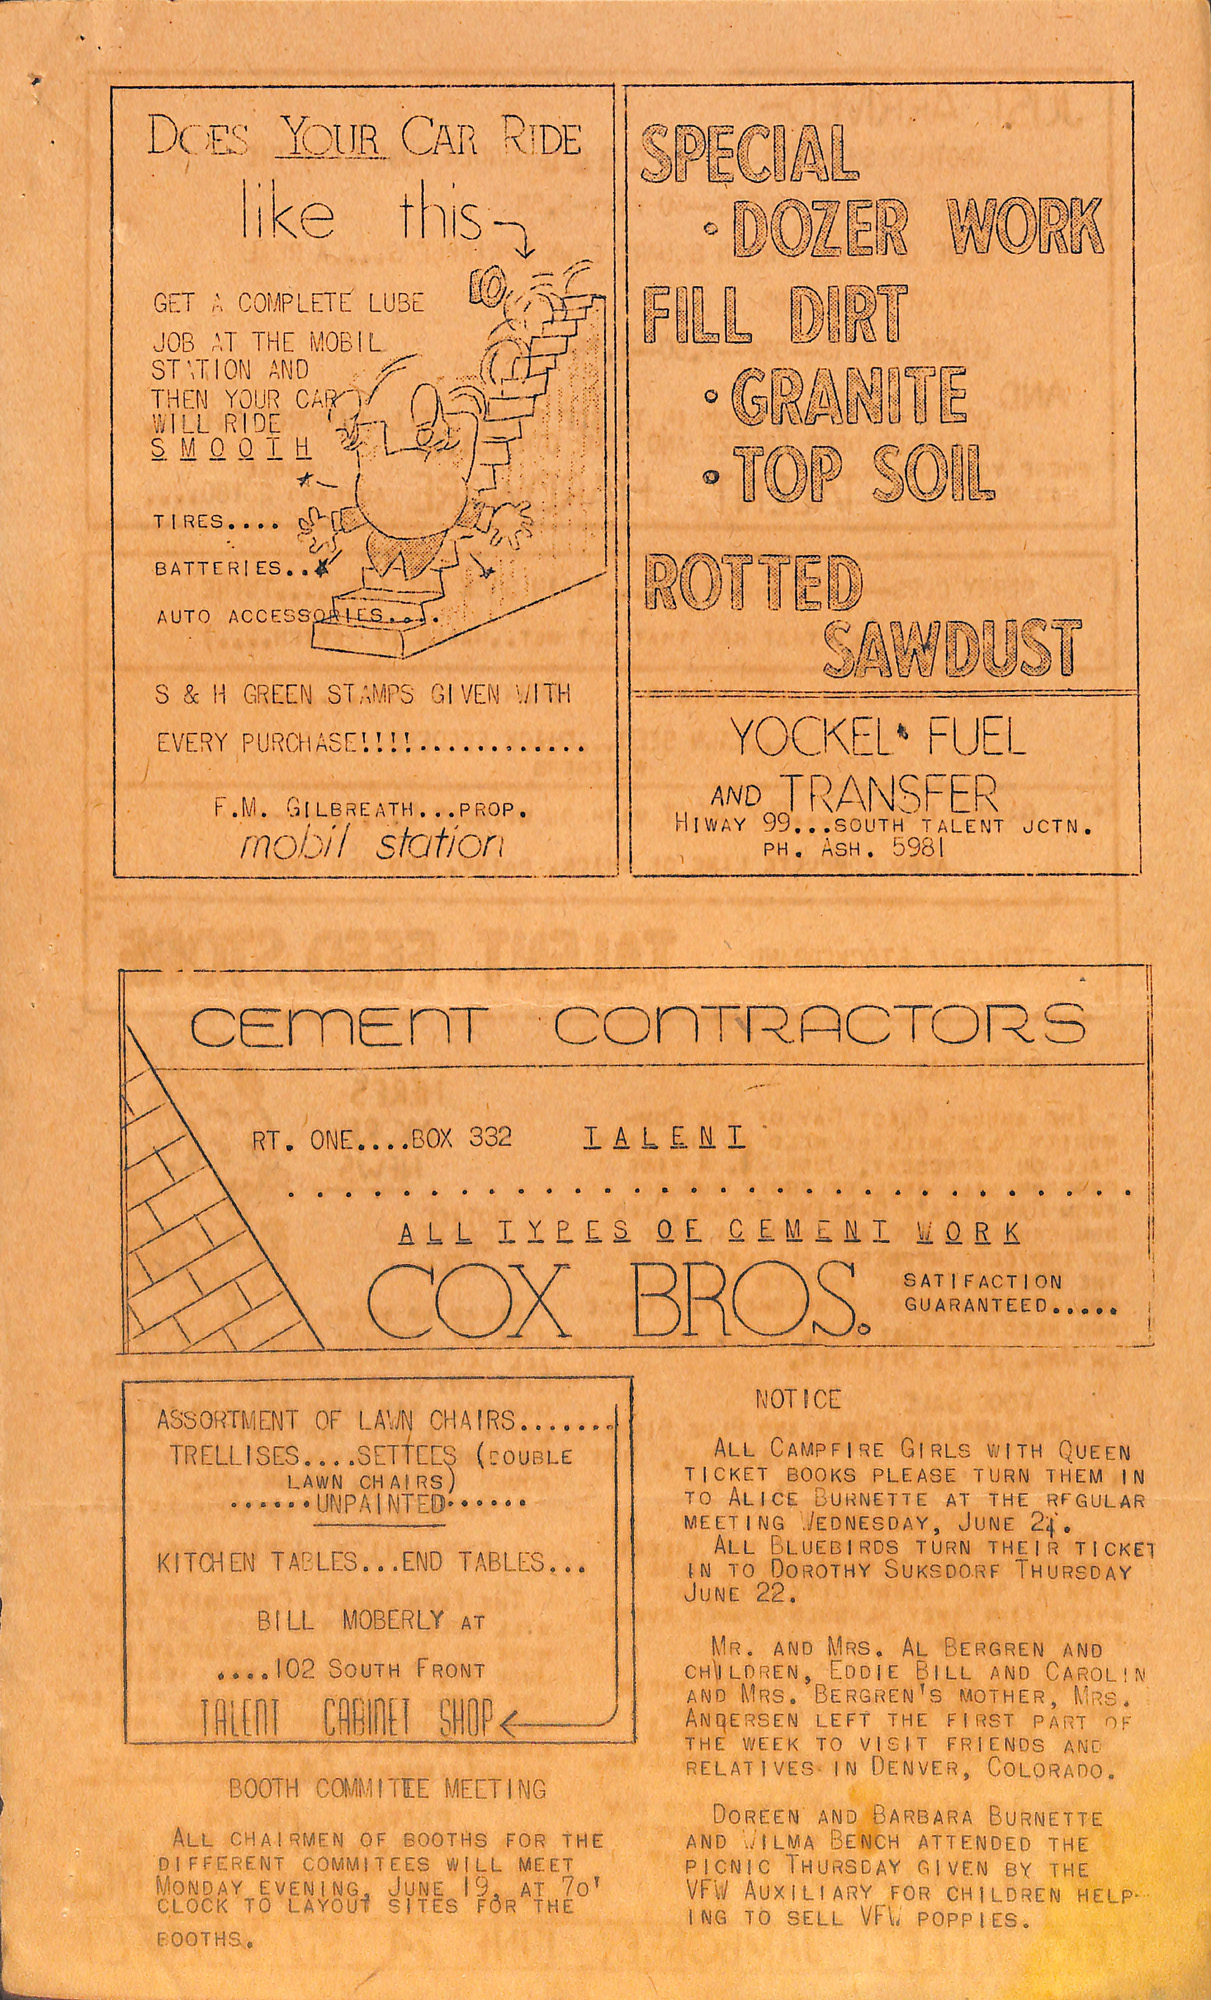 DOES YOUR CAR RIDE
like this
GET A COMPLETE LUBE
JOB AT THE MOBIL
STATION AND
THEN YOUR CAR
WILL RIDE
SMOOTH
TIRES....
BATTERIES..
AUTO ACCESSORIES....
S & H GREEN STAMPS GIVEN WITH
EVERY PURCHASE!!!!............
F.M. GILBREATH...PROP.
mobil station
SPECIAL
• DOZER WORK
FILL DIRT
• GRANITE
• TOP SOIL
ROTTED
SAWDUST
YOCKEL FUEL
AND TRANSFER
HIWAY 99...SOUTH TALENT JCTN.
PH. ASH. 5981
CEMENT CONTRACTORS
RT. ONE....BOX 332 TALENT
..............................
ALL TYPES OF CEMENT WORK
COX BROS. SATIFACTION
GUARANTEED.....
ASSORTMENT OF LAWN CHAIRS.......
TRELLISES....SETTEES (DOUBLE
LAWN CHAIRS)
......UNPAINTED......
KITCHEN TABLES...END TABLES...
BILL MOBERLY AT
....102 SOUTH FRONT
TALENT CABINET SHOP
BOOTH COMMITTEE MEETING
ALL CHAIRMEN OF BOOTHS FOR THE
DIFFERENT COMMITEES WILL MEET
MONDAY EVENING, JUNE 19, AT 7O'
CLOCK TO LAYOUT SITES FOR THE
BOOTHS.
NOTICE
ALL CAMPFIRE GIRLS WITH QUEEN
TICKET BOOKS PLEASE TURN THEM IN
TO ALICE BURNETTE AT THE REGULAR
MEETING WEDNESDAY, JUNE
ALL BLUEBIRDS TURN THEIR TICKET
IN TO DOROTHY SUKSDORF THURSDAY
JUNE 22.
MR. AND MRS. AL BERGREN AND
CHILDREN, EDDIE BILL AND CAROLIN
AND MRS. BERGREN'S MOTHER, MRS.
ANDERSEN LEFT THE FIRST PART OF
THE WEEK TO VISIT FRIENDS AND
RELATIVES IN DENVER, COLORADO.
DOREEN AND BARBARA BURNETTE
AND WILMA BENCH ATTENDED THE
PICNIC THURSDAY GIVEN BY THE
VFW AUXILIARY FOR CHILDREN HELP-
ING TO SELL VFW POPPIES.